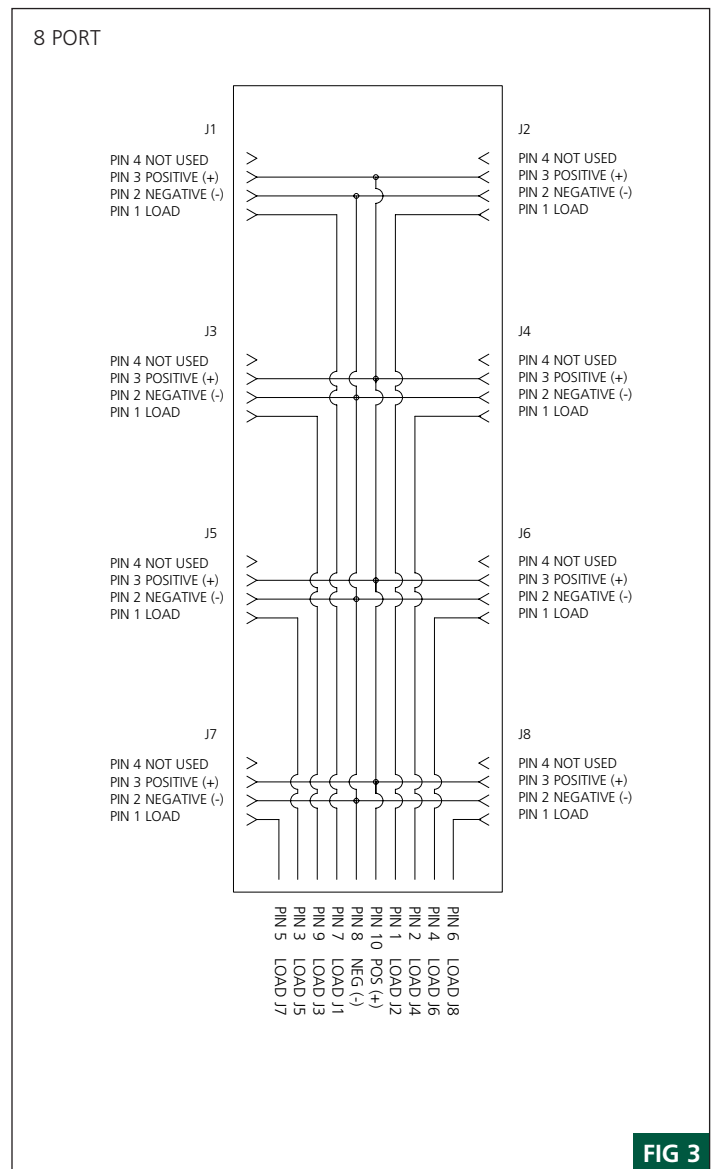 8 PORT
J1
PIN 4 NOT USED
PIN 3 POSITIVE (+)
PIN 2 NEGATIVE (-)
PIN 1 LOAD
J2
PIN 4 NOT USED
PIN 3 POSITIVE (+)
PIN 2 NEGATIVE (-)
PIN 1 LOAD
J3
PIN 4 NOT USED
PIN 3 POSITIVE (+)
PIN 2 NEGATIVE (-)
PIN 1 LOAD
J4
PIN 4 NOT USED
PIN 3 POSITIVE (+)
PIN 2 NEGATIVE (-)
PIN 1 LOAD
J5
PIN 4 NOT USED
PIN 3 POSITIVE (+)
PIN 2 NEGATIVE (-)
PIN 1 LOAD
J6
PIN 4 NOT USED
PIN 3 POSITIVE (+)
PIN 2 NEGATIVE (-)
PIN 1 LOAD
J7
PIN 4 NOT USED
PIN 3 POSITIVE (+)
PIN 2 NEGATIVE (-)
PIN 1 LOAD
J8
PIN 4 NOT USED
PIN 3 POSITIVE (+)
PIN 2 NEGATIVE (-)
PIN 1 LOAD
PIN 5 LOAD J7
PIN 3 LOAD J5
PIN 9 LOAD J3
PIN 7 LOAD J1
PIN 8 NEG (-)
PIN 10 POS (+)
PIN 1 LOAD J2
PIN 2 LOAD J4
PIN 4 LOAD J6
PIN 6 LOAD J8
FIG 3